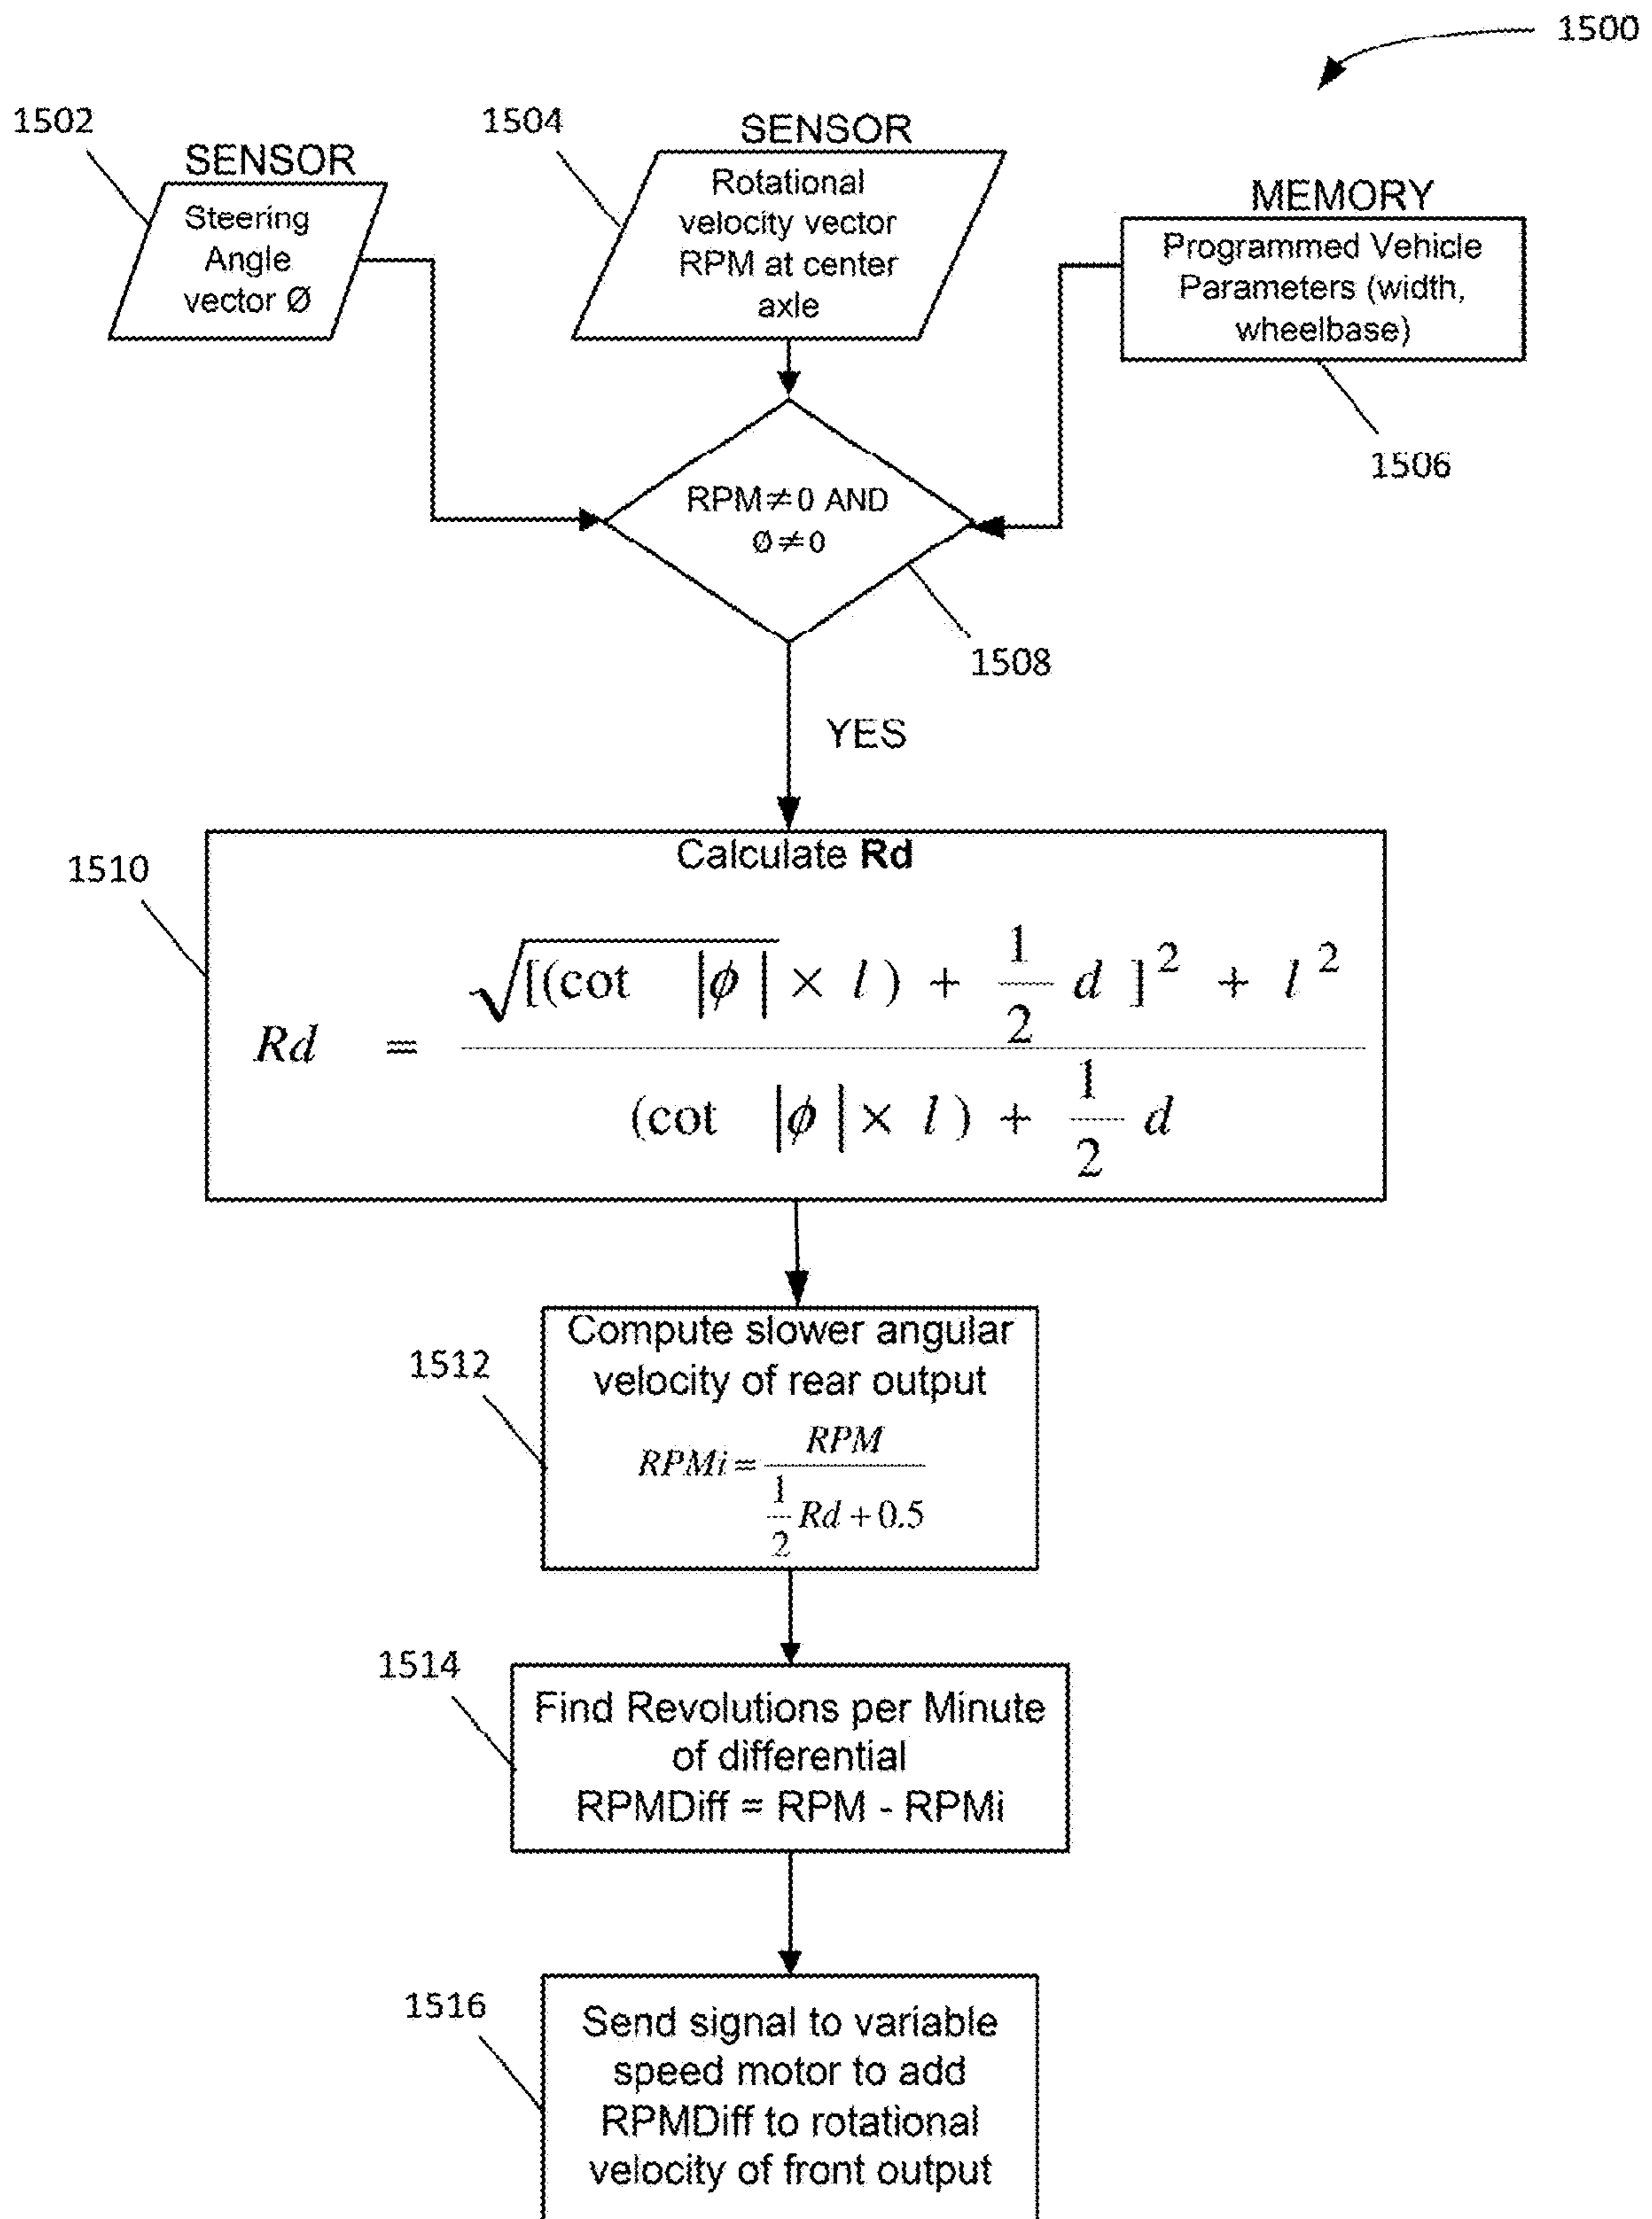 1500
1502
SENSOR
Steering
Angle
vector Ø
1504
SENSOR
Rotational
velocity vector
RPM at center
axle
MEMORY
Programmed Vehicle
Parameters (width,
wheelbase)
1506
RPM≠0 AND
Ø≠0
1508
YES
1510
Calculate Rd
Rd = √[(cot |ϕ| × l) + 1/2 d]² + l² / (cot |ϕ| × l) + 1/2 d
1512
Compute slower angular
velocity of rear output
RPMi = RPM / 1/2 Rd + 0.5
1514
Find Revolutions per Minute
of differential
RPMDiff = RPM - RPMi
1516
Send signal to variable
speed motor to add
RPMDiff to rotational
velocity of front output